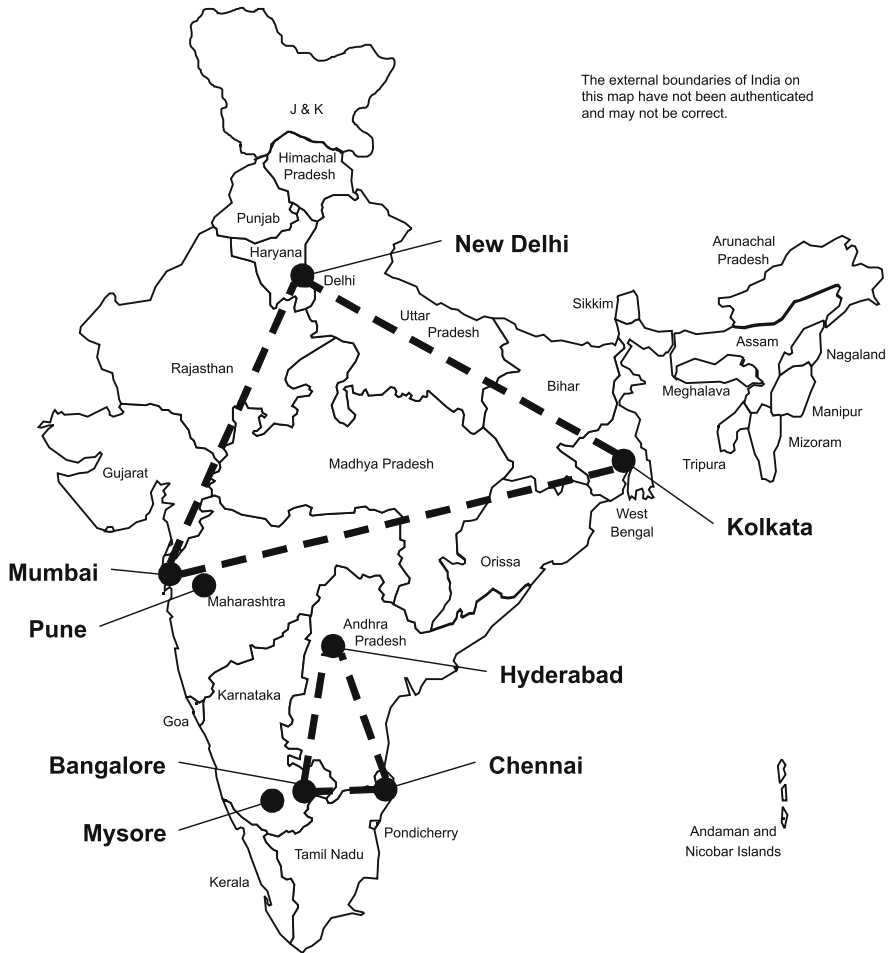 The external boundaries of India on
this map have not been authenticated
and may not be correct.
J & K
Himachal
Pradesh
Punjab
Haryana
New Delhi
Delhi
Arunachal
Pradesh
Sikkim
Uttar
Pradesh
Assam
Nagaland
Rajasthan
Bihar
Meghalava
Manipur
Mizoram
Tripura
Gujarat
Madhya Pradesh
West
Bengal
Kolkata
Orissa
Mumbai
Maharashtra
Pune
Andhra
Pradesh
Hyderabad
Karnataka
Goa
Bangalore
Chennai
Mysore
Pondicherry
Andaman and
Nicobar Islands
Tamil Nadu
Kerala